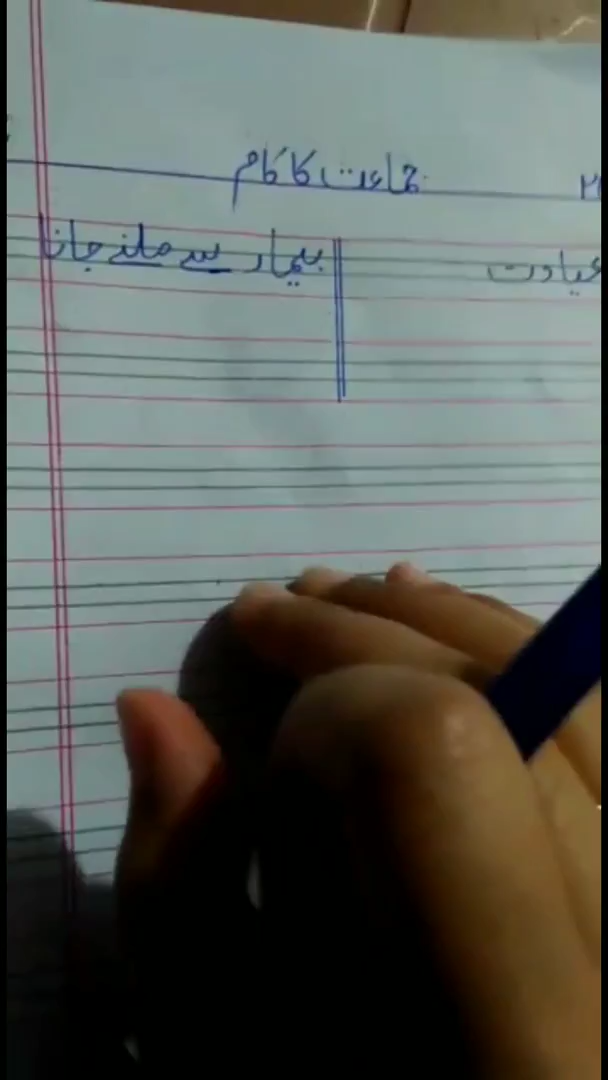 جماعت کا کام
عیادت بیمار سے ملنے جانا